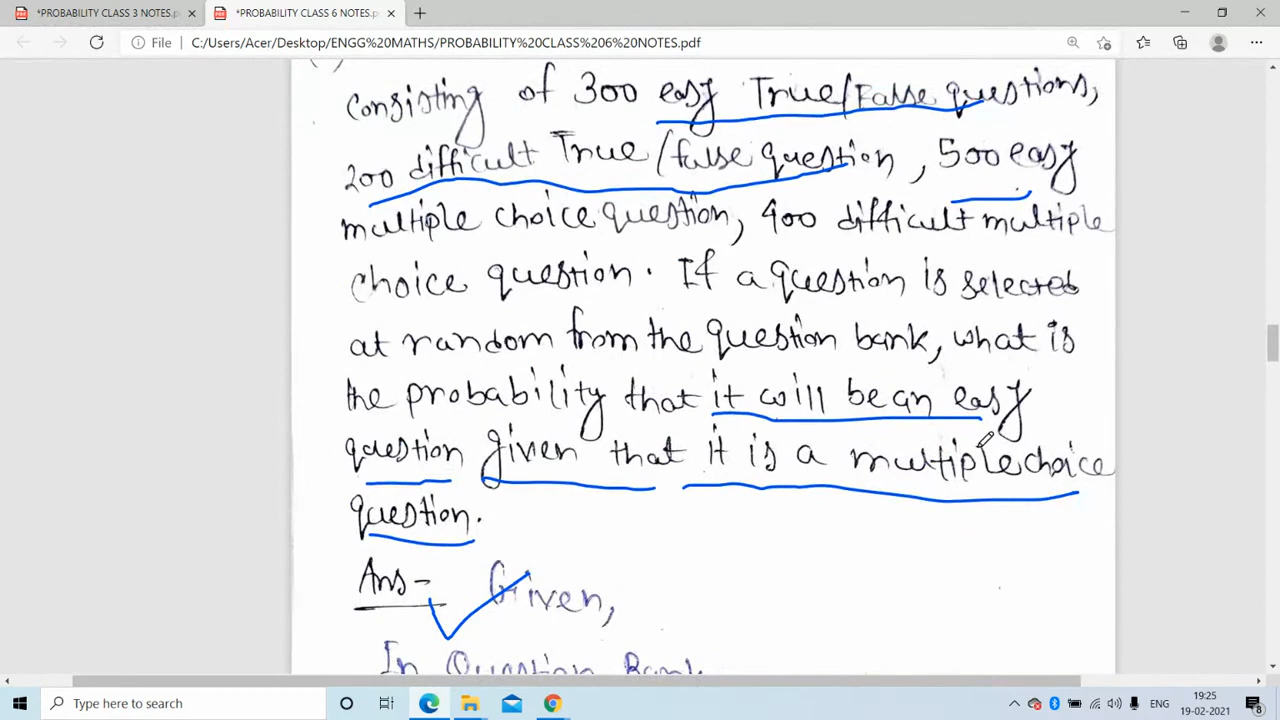 *PROBABILITY CLASS 3 NOTES.p
*PROBABILITY CLASS 6 NOTES.p
File
C:/Users/Acer/Desktop/ENGG%20MATHS/PROBABILITY%20CLASS%206%20NOTES.pdf
Consisting of 300 easy True/False questions,
200 difficult True/false question, 500 easy
multiple choice question, 400 difficult multiple
choice question. If a question is selected
at random from the question bank, what is
the probability that it will be an easy
question given that it is a multiple choice
question.
Ans- Given,
In Question Bank
Type here to search
ENG
19:25
19-02-2021
8